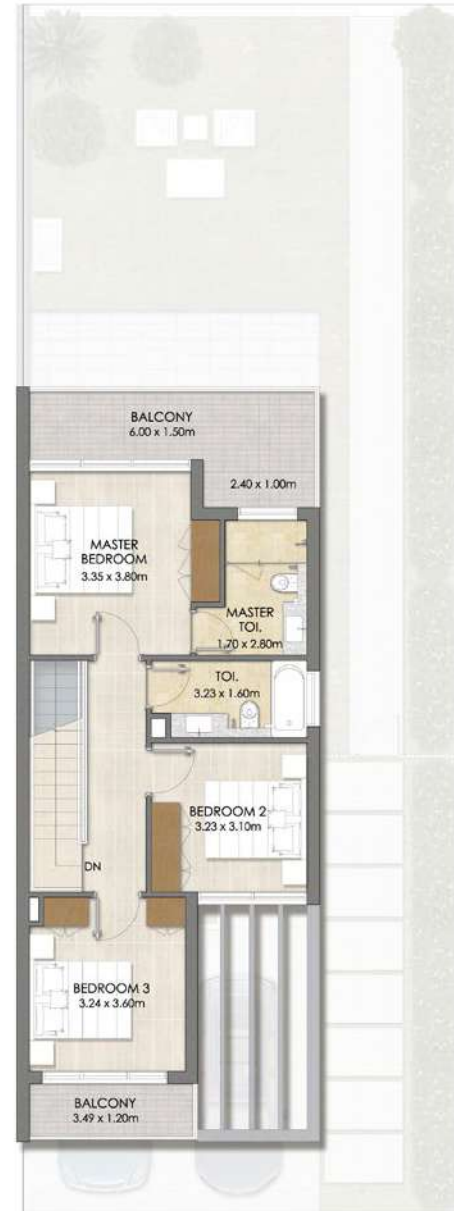 BALCONY
6.00 x 1.50m
2.40 x 1.00m
MASTER
BEDROOM
3.35 x 3.80m
MASTER
TOI.
1.70 x 2.80m
TOI.
3.23 x 1.60m
BEDROOM 2
3.23 x 3.10m
DN
BEDROOM 3
3.24 x 3.60m
BALCONY
3.49 x 1.20m